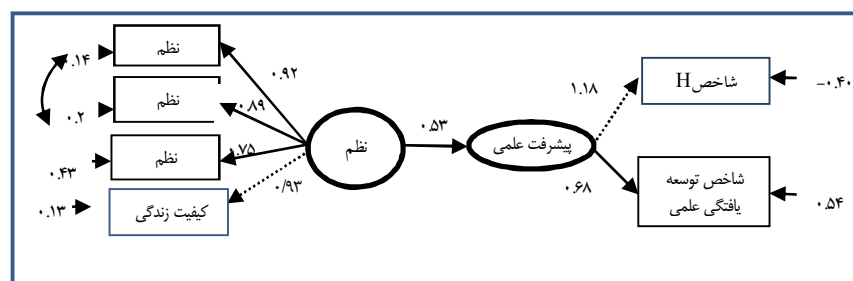 نظم
۰.۱۴
۰.۹۲
شاخص H
-۰.۴۰
۱.۱۸
نظم
۰.۸۹
۰.۲
۰.۵۳
نظم
پیشرفت علمی
نظم
۰.۷۵
۰.۴۳
۰/۹۳
۰.۶۸
شاخص توسعه
یافتگی علمی
۰.۵۴
کیفیت زندگی
۰.۱۳